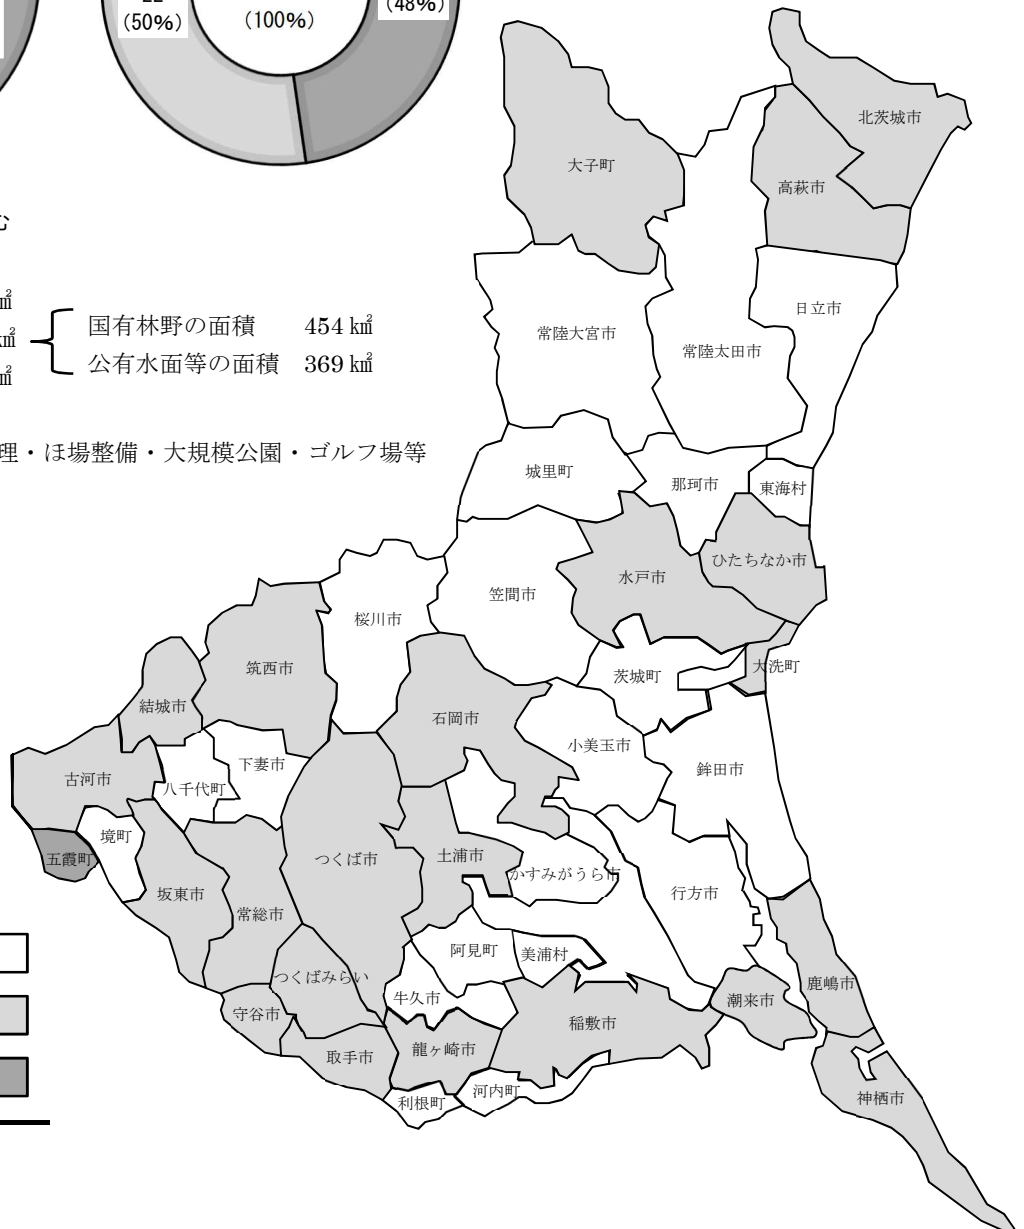 (50%)
(100%)
(48%)
む
㎢
国有林野の面積 454 ㎢
㎢
公有水面等の面積 369 ㎢
㎢
理・ほ場整備・大規模公園・ゴルフ場等
北茨城市
大子町
高萩市
日立市
常陸大宮市
常陸太田市
城里町
那珂市
東海村
ひたちなか市
水戸市
笠間市
桜川市
筑西市
茨城町
大洗町
結城市
石岡市
小美玉市
下妻市
鉾田市
古河市
八千代町
境町
五霞町
つくば市
土浦市
かすみがうら市
坂東市
行方市
常総市
阿見町
美浦村
つくばみらい
牛久市
鹿嶋市
潮来市
守谷市
稲敷市
取手市
龍ヶ崎市
河内町
利根町
神栖市